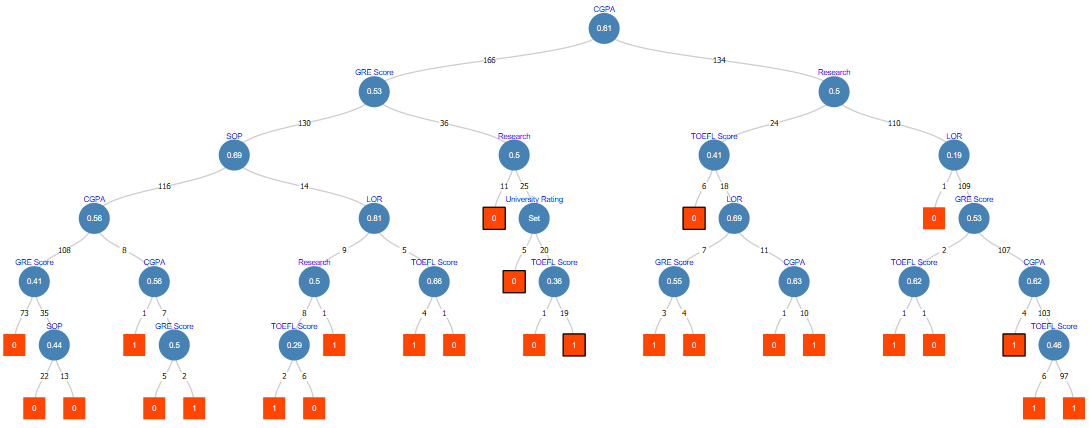 CGPA
0.61
166 134
GRE Score Research
0.53 0.5
130 36 24 110
SOP Research TOEFL Score LOR
0.69 0.5 0.41 0.19
116 14 11 25 6 18 1 109
CGPA LOR University Rating LOR GRE Score
0.56 0.81 0 Set 0 0.69 0 0.53
108 8 9 5 5 20 7 11 2 107
GRE Score CGPA Research TOEFL Score TOEFL Score GRE Score CGPA TOEFL Score CGPA
0.41 0.56 0.5 0.66 0 0.36 0.55 0.63 0.62 0.62
73 35 1 7 8 1 4 1 1 19 3 4 1 10 1 1 4 103
SOP GRE Score TOEFL Score TOEFL Score
0 0.44 1 0.5 0.29 1 1 0 0 1 1 0 0 1 1 0 1 0.46
22 13 5 2 2 6 6 97
0 0 0 1 1 0 1 1